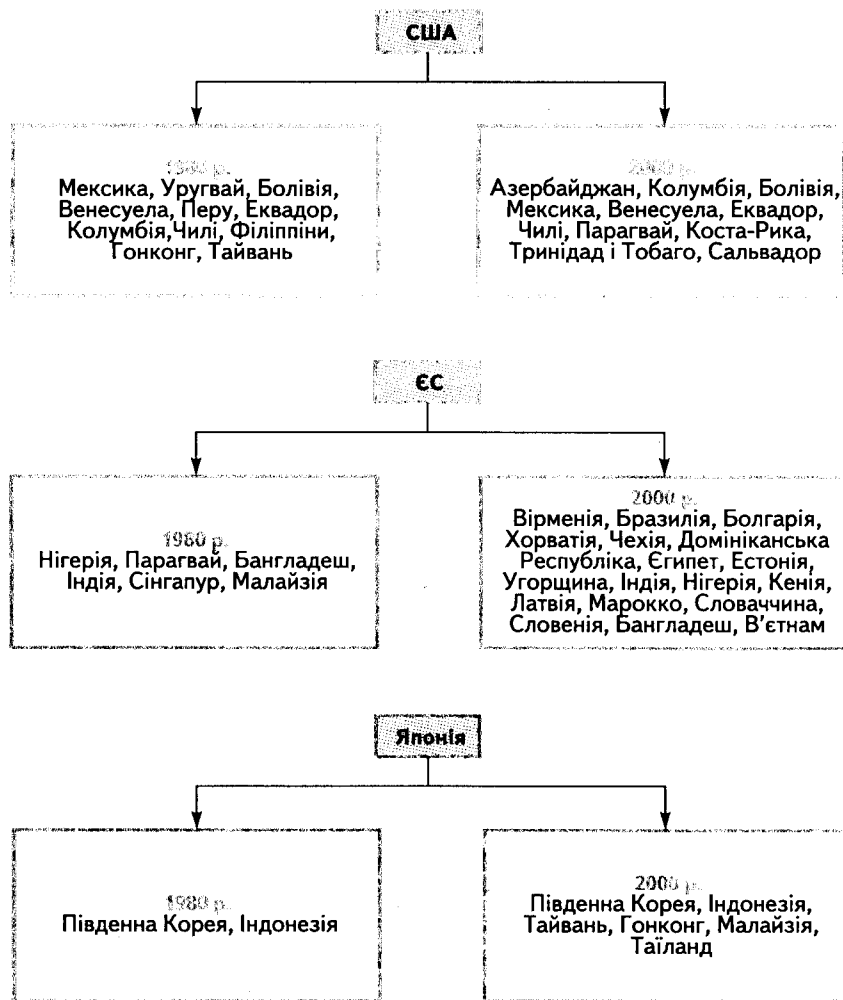 США
1980 р.
Мексика, Уругвай, Болівія,
Венесуела, Перу, Еквадор,
Колумбія,Чилі, Філіппіни,
Гонконг, Тайвань
2000 р.
Азербайджан, Колумбія, Болівія,
Мексика, Венесуела, Еквадор,
Чилі, Парагвай, Коста-Рика,
Тринідад і Тобаго, Сальвадор
ЄС
1980 р.
Нігерія, Парагвай, Бангладеш,
Індія, Сінгапур, Малайзія
2000 р.
Вірменія, Бразилія, Болгарія,
Хорватія, Чехія, Домініканська
Республіка, Єгипет, Естонія,
Угорщина, Індія, Нігерія, Кенія,
Латвія, Марокко, Словаччина,
Словенія, Бангладеш, В’єтнам
Японія
1980 р.
Південна Корея, Індонезія
2000 р.
Південна Корея, Індонезія,
Тайвань, Гонконг, Малайзія,
Таїланд